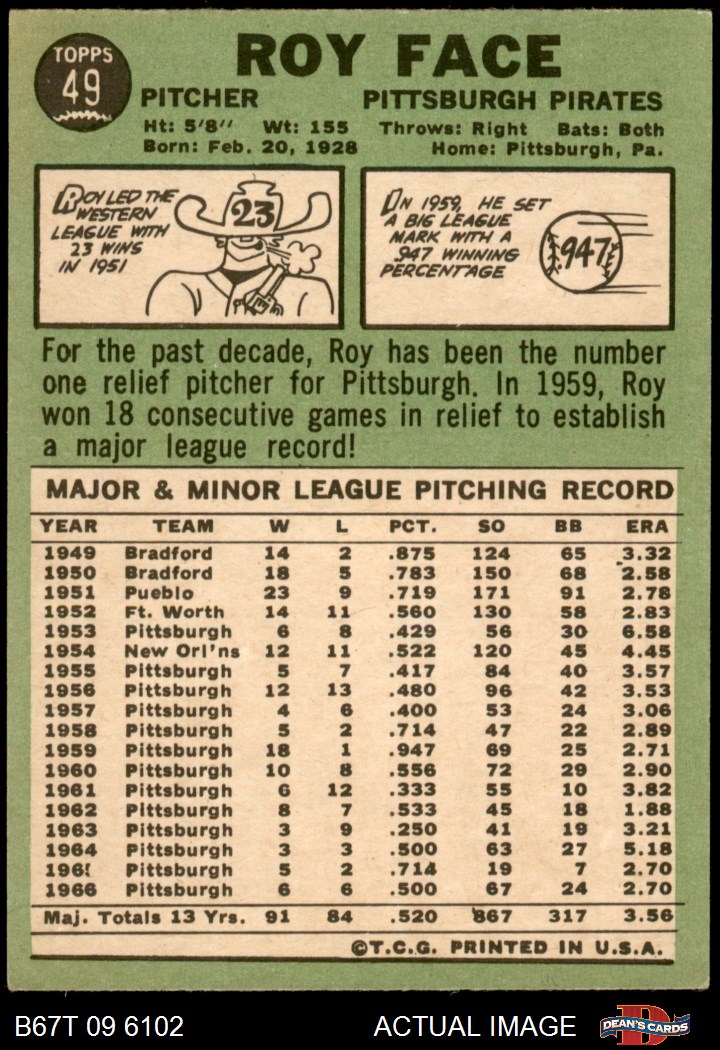 TOPPS
49
ROY FACE
PITCHER PITTSBURGH PIRATES
Ht: 5'8'' Wt: 155 Throws: Right Bats: Both
Born: Feb. 20, 1928 Home: Pittsburgh, Pa.
ROY LED THE
WESTERN
LEAGUE WITH
23 WINS
IN 1951
23
IN 1959, HE SET
A BIG LEAGUE
MARK WITH A
.947 WINNING
PERCENTAGE
.947
For the past decade, Roy has been the number
one relief pitcher for Pittsburgh. In 1959, Roy
won 18 consecutive games in relief to establish
a major league record!
MAJOR & MINOR LEAGUE PITCHING RECORD
YEAR TEAM W L PCT. SO BB ERA
1949 Bradford 14 2 .875 124 65 3.32
1950 Bradford 18 5 .783 150 68 2.58
1951 Pueblo 23 9 .719 171 91 2.78
1952 Ft. Worth 14 11 .560 130 58 2.83
1953 Pittsburgh 6 8 .429 56 30 6.58
1954 New Orl'ns 12 11 .522 120 45 4.45
1955 Pittsburgh 5 7 .417 84 40 3.57
1956 Pittsburgh 12 13 .480 96 42 3.53
1957 Pittsburgh 4 6 .400 53 24 3.06
1958 Pittsburgh 5 2 .714 47 22 2.89
1959 Pittsburgh 18 1 .947 69 25 2.71
1960 Pittsburgh 10 8 .556 72 29 2.90
1961 Pittsburgh 6 12 .333 55 10 3.82
1962 Pittsburgh 8 7 .533 45 18 1.88
1963 Pittsburgh 3 9 .250 41 19 3.21
1964 Pittsburgh 3 3 .500 63 27 5.18
1965 Pittsburgh 5 2 .714 19 7 2.70
1966 Pittsburgh 6 6 .500 67 24 2.70
Maj. Totals 13 Yrs. 91 84 .520 867 317 3.56
©T.C.G. PRINTED IN U.S.A.
B67T 09 6102 ACTUAL IMAGE D DEAN'S CARDS